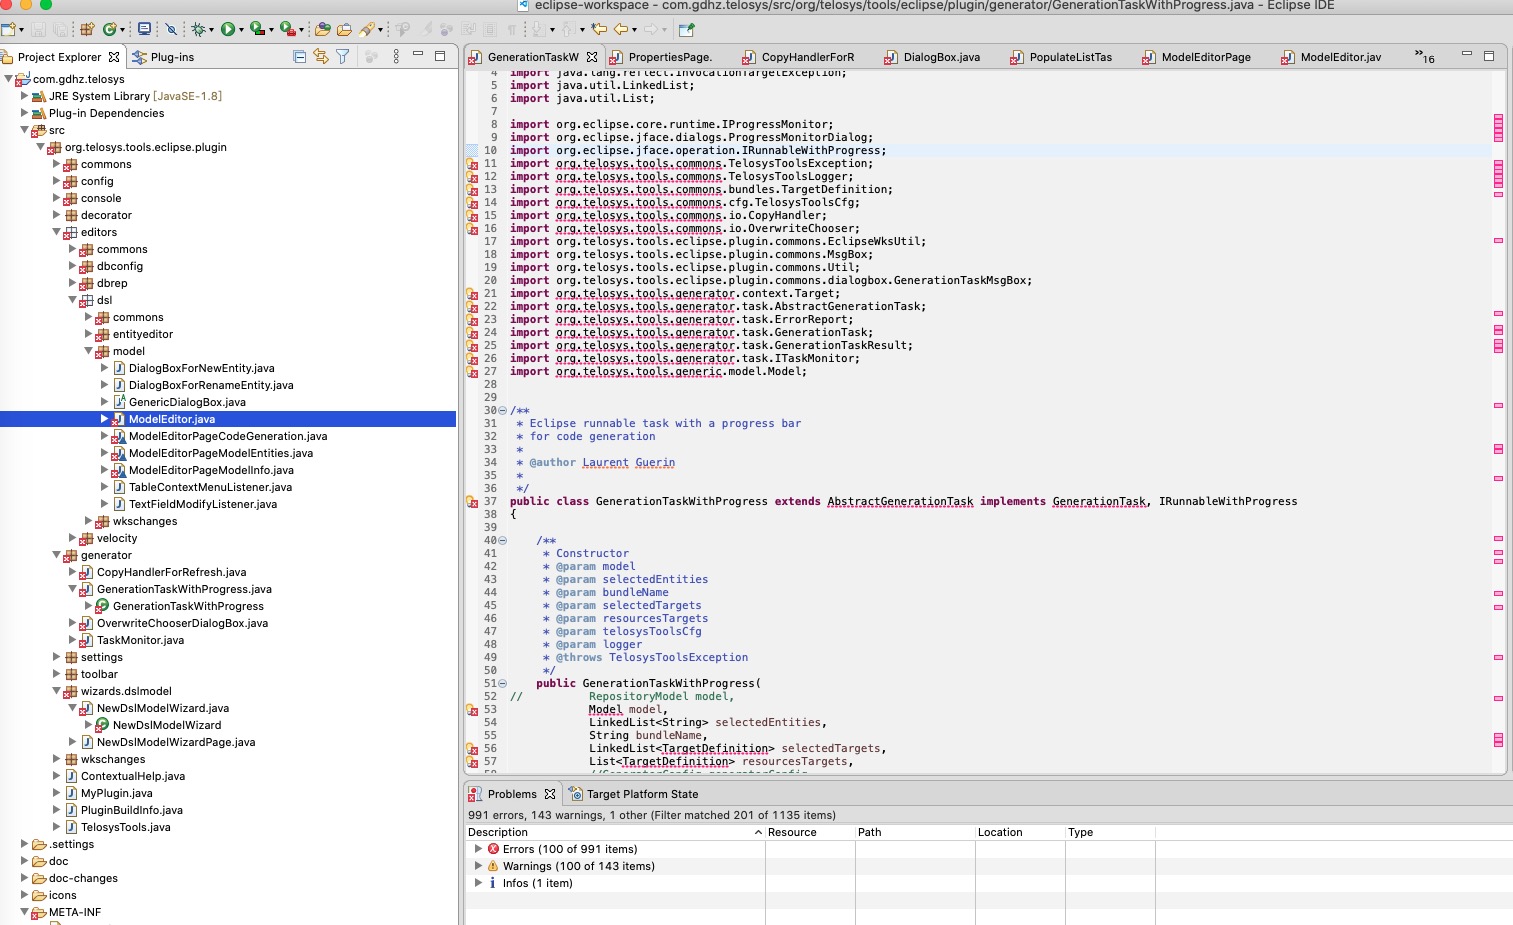 eclipse-workspace - com.gdhz.telosys/src/org/telosys/tools/eclipse/plugin/generator/GenerationTaskWithProgress.java - Eclipse IDE
Project Explorer
Plug-ins
com.gdhz.telosys
JRE System Library [JavaSE-1.8]
Plug-in Dependencies
src
org.telosys.tools.eclipse.plugin
commons
config
console
decorator
editors
commons
dbconfig
dbrep
dsl
commons
entityeditor
model
DialogBoxForNewEntity.java
DialogBoxForRenameEntity.java
GenericDialogBox.java
ModelEditor.java
ModelEditorPageCodeGeneration.java
ModelEditorPageModelEntities.java
ModelEditorPageModelInfo.java
TableContextMenuListener.java
TextFieldModifyListener.java
wkschanges
velocity
generator
CopyHandlerForRefresh.java
GenerationTaskWithProgress.java
GenerationTaskWithProgress
OverwriteChooserDialogBox.java
TaskMonitor.java
settings
toolbar
wizards.dslmodel
NewDslModelWizard.java
NewDslModelWizard
NewDslModelWizardPage.java
wkschanges
ContextualHelp.java
MyPlugin.java
PluginBuildInfo.java
TelosysTools.java
.settings
doc
doc-changes
icons
META-INF
GenerationTaskW
PropertiesPage.
CopyHandlerForR
DialogBox.java
PopulateListTas
ModelEditorPage
ModelEditor.jav
»16
4 import java.lang.reflect.InvocationTargetException;
5 import java.util.LinkedList;
6 import java.util.List;
7
8 import org.eclipse.core.runtime.IProgressMonitor;
9 import org.eclipse.jface.dialogs.ProgressMonitorDialog;
10 import org.eclipse.jface.operation.IRunnableWithProgress;
11 import org.telosys.tools.commons.TelosysToolsException;
12 import org.telosys.tools.commons.TelosysToolsLogger;
13 import org.telosys.tools.commons.bundles.TargetDefinition;
14 import org.telosys.tools.commons.cfg.TelosysToolsCfg;
15 import org.telosys.tools.commons.io.CopyHandler;
16 import org.telosys.tools.commons.io.OverwriteChooser;
17 import org.telosys.tools.eclipse.plugin.commons.EclipseWksUtil;
18 import org.telosys.tools.eclipse.plugin.commons.MsgBox;
19 import org.telosys.tools.eclipse.plugin.commons.Util;
20 import org.telosys.tools.eclipse.plugin.commons.dialogbox.GenerationTaskMsgBox;
21 import org.telosys.tools.generator.context.Target;
22 import org.telosys.tools.generator.task.AbstractGenerationTask;
23 import org.telosys.tools.generator.task.ErrorReports;
24 import org.telosys.tools.generator.task.GenerationTask;
25 import org.telosys.tools.generator.task.GenerationTaskResult;
26 import org.telosys.tools.generator.task.ITaskMonitor;
27 import org.telosys.tools.generic.model.Model;
28
29
30 /**
31 * Eclipse runnable task with a progress bar
32 * for code generation
33 *
34 * @author Laurent Guerin
35 *
36 */
37 public class GenerationTaskWithProgress extends AbstractGenerationTask implements GenerationTask, IRunnableWithProgress
38 {
39
40 /**
41 * Constructor
42 * @param model
43 * @param selectedEntities
44 * @param bundleName
45 * @param selectedTargets
46 * @param resourcesTargets
47 * @param telosysToolsCfg
48 * @param logger
49 * @throws TelosysToolsException
50 */
51 public GenerationTaskWithProgress(
52 // RepositoryModel model,
53 Model model,
54 LinkedList<String> selectedEntities,
55 String bundleName,
56 LinkedList<TargetDefinition> selectedTargets,
57 List<TargetDefinition> resourcesTargets,
Problems
Target Platform State
991 errors, 143 warnings, 1 other (Filter matched 201 of 1135 items)
Description Resource Path Location Type
Errors (100 of 991 items)
Warnings (100 of 143 items)
Infos (1 item)